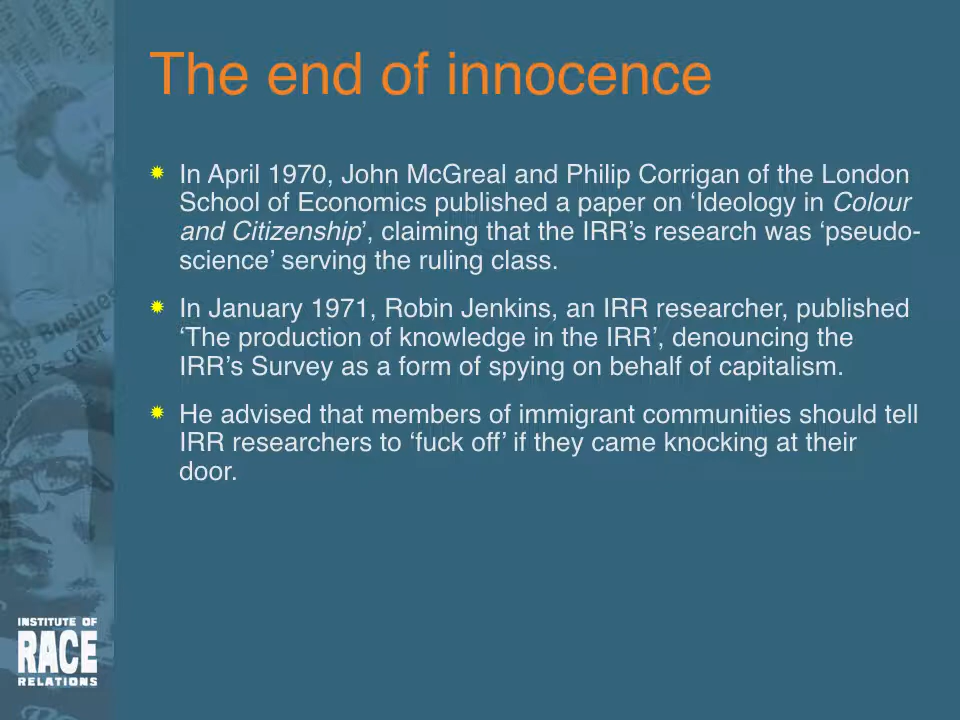 The end of innocence
In April 1970, John McGreal and Philip Corrigan of the London
School of Economics published a paper on ‘Ideology in Colour
and Citizenship’, claiming that the IRR’s research was ‘pseudo-
science’ serving the ruling class.
In January 1971, Robin Jenkins, an IRR researcher, published
‘The production of knowledge in the IRR’, denouncing the
IRR’s Survey as a form of spying on behalf of capitalism.
He advised that members of immigrant communities should tell
IRR researchers to ‘fuck off’ if they came knocking at their
door.
Big Business
MPs quit
INSTITUTE OF
RACE
RELATIONS